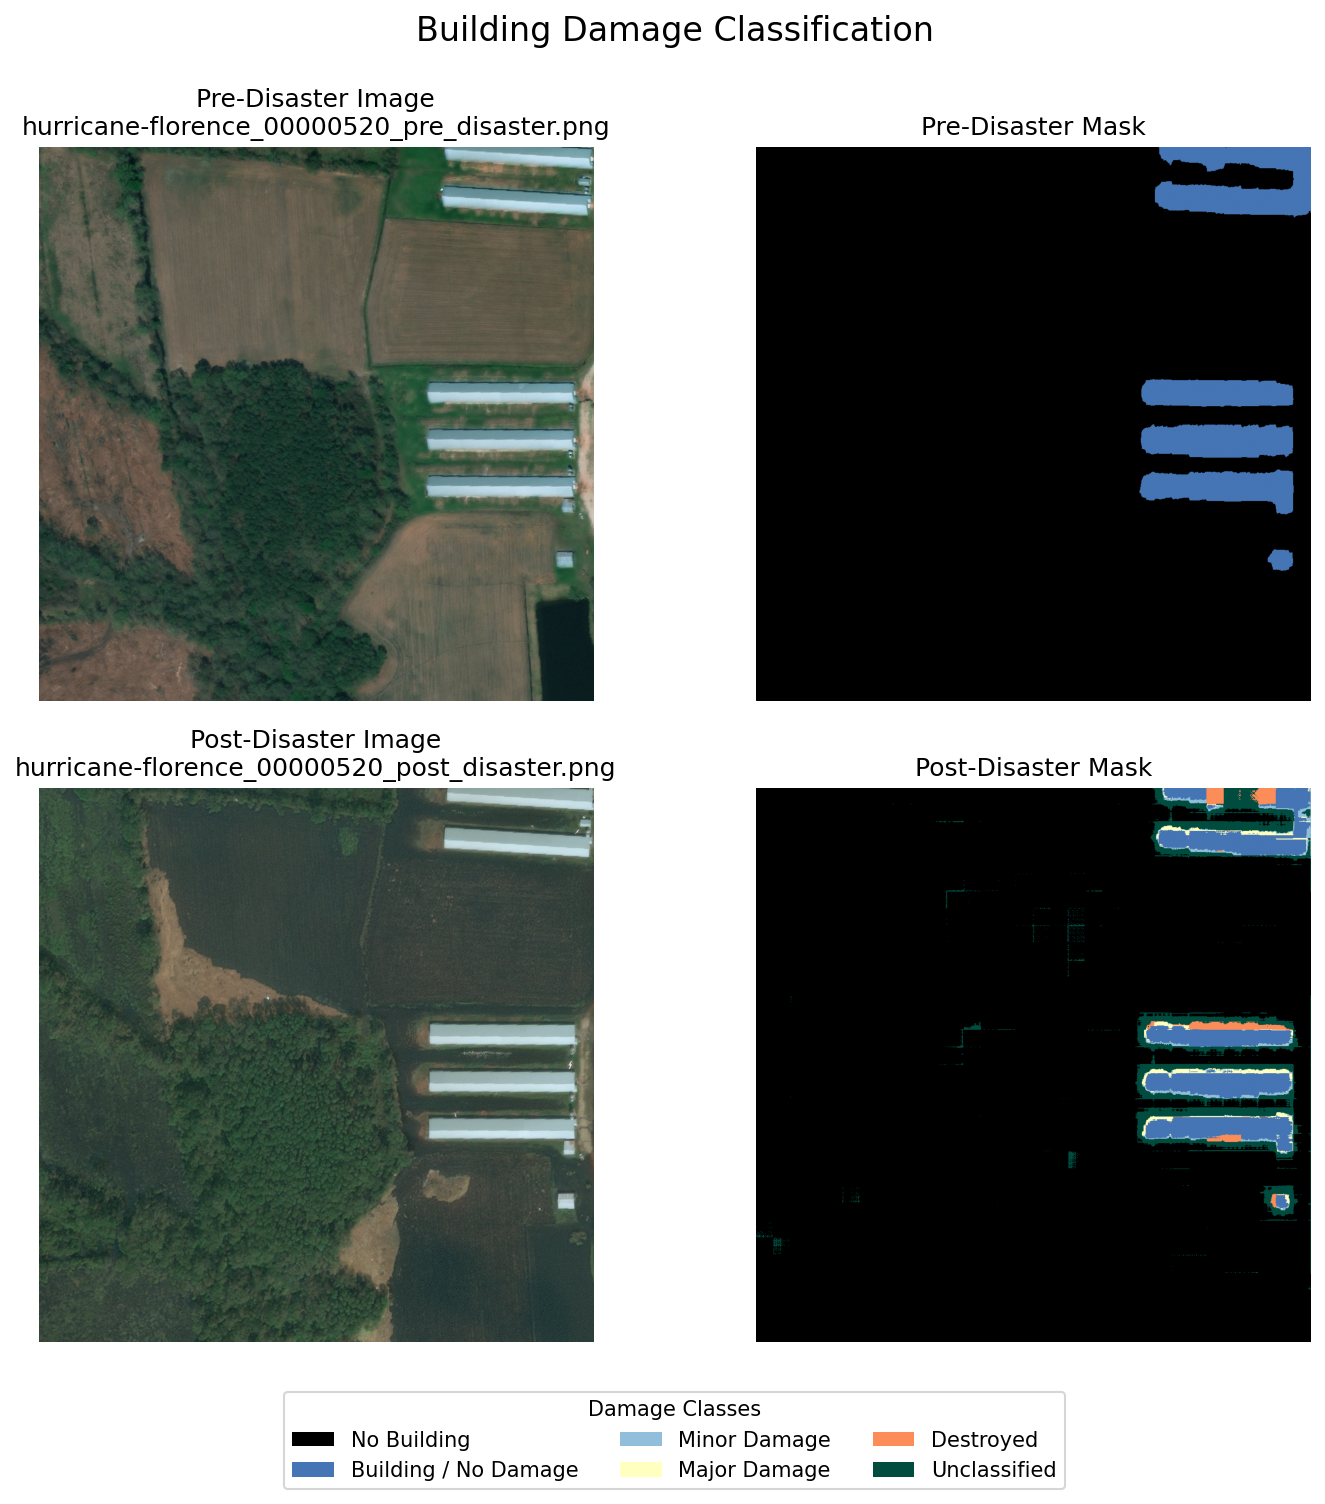 Building Damage Classification
Pre-Disaster Image
hurricane-florence_00000520_pre_disaster.png
Pre-Disaster Mask
Post-Disaster Image
hurricane-florence_00000520_post_disaster.png
Post-Disaster Mask
Damage Classes
No Building
Building / No Damage
Minor Damage
Major Damage
Destroyed
Unclassified